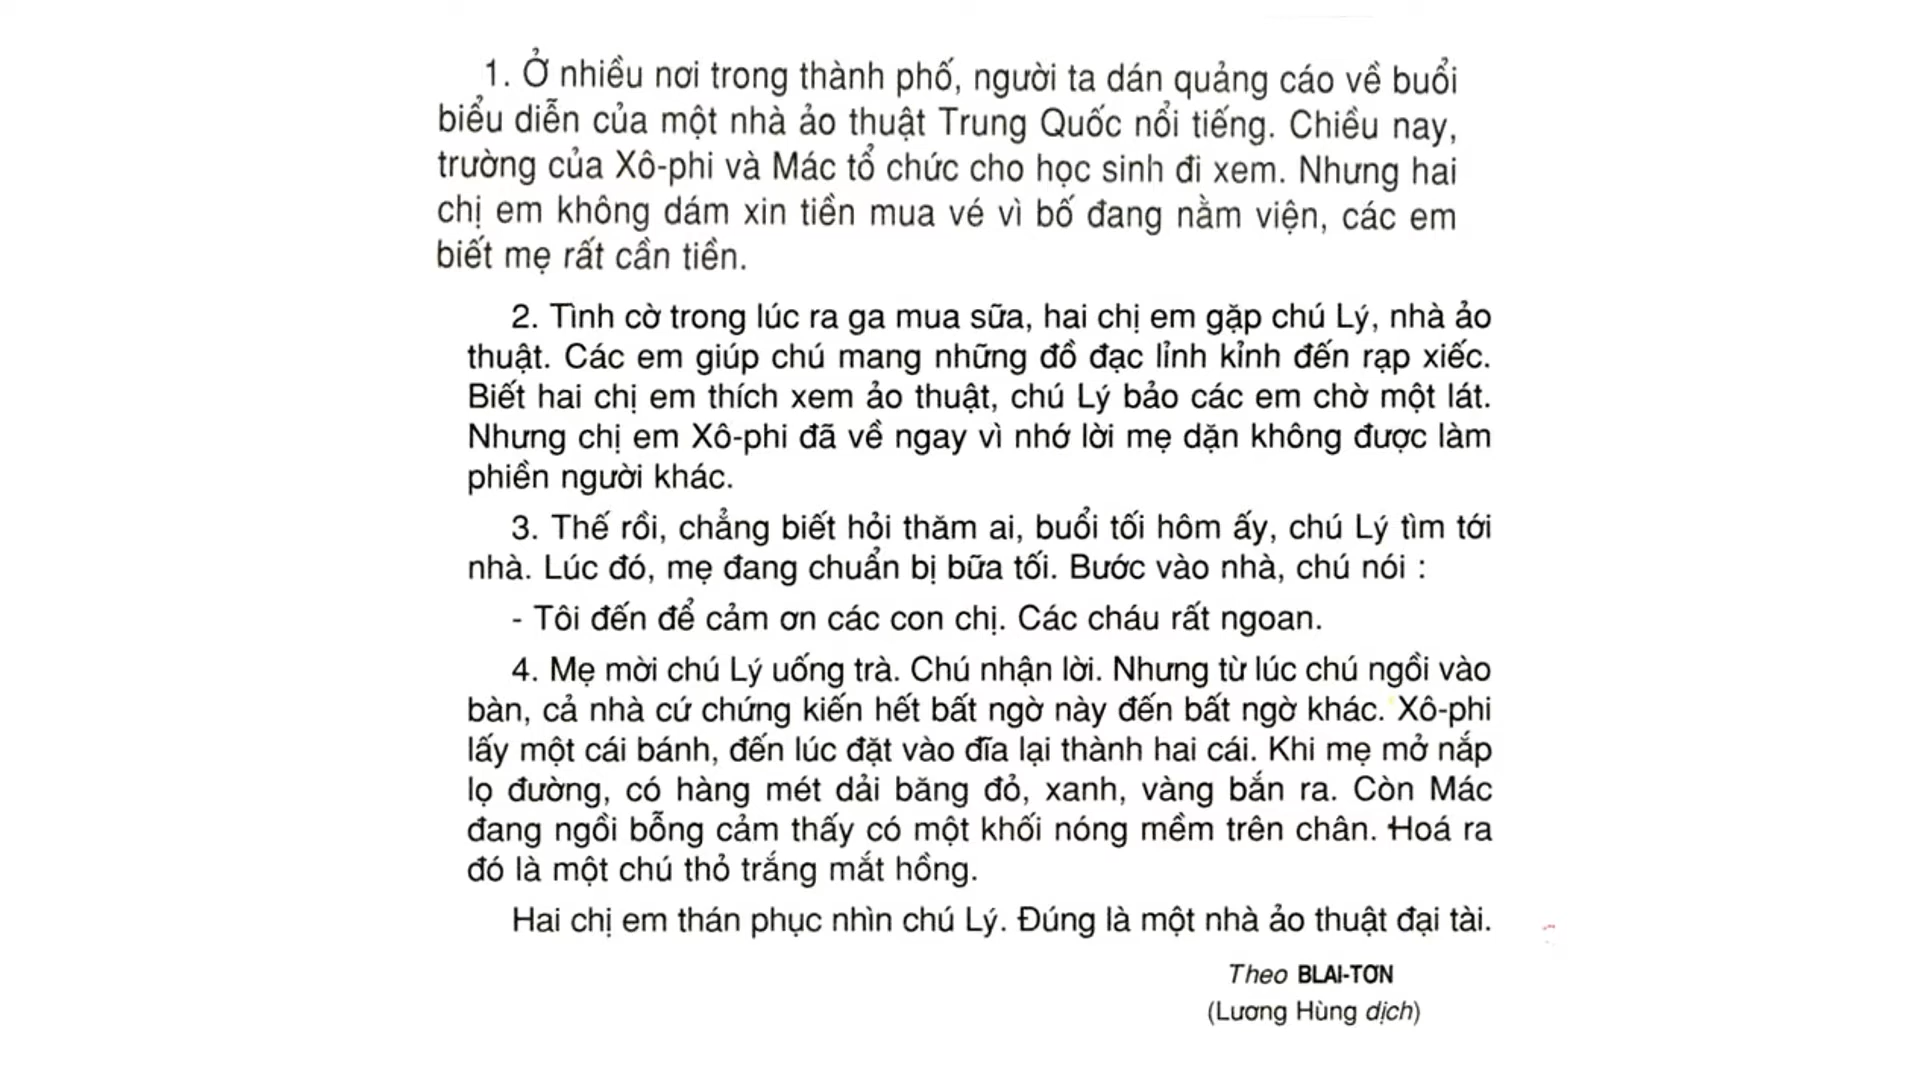 1. Ở nhiều nơi trong thành phố, người ta dán quảng cáo về buổi
biểu diễn của một nhà ảo thuật Trung Quốc nổi tiếng. Chiều nay,
trường của Xô-phi và Mác tổ chức cho học sinh đi xem. Nhưng hai
chị em không dám xin tiền mua vé vì bố đang nằm viện, các em
biết mẹ rất cần tiền.
2. Tình cờ trong lúc ra ga mua sữa, hai chị em gặp chú Lý, nhà ảo
thuật. Các em giúp chú mang những đồ đạc lỉnh kỉnh đến rạp xiếc.
Biết hai chị em thích xem ảo thuật, chú Lý bảo các em chờ một lát.
Nhưng chị em Xô-phi đã về ngay vì nhớ lời mẹ dặn không được làm
phiền người khác.
3. Thế rồi, chẳng biết hỏi thăm ai, buổi tối hôm ấy, chú Lý tìm tới
nhà. Lúc đó, mẹ đang chuẩn bị bữa tối. Bước vào nhà, chú nói :
- Tôi đến để cảm ơn các con chị. Các cháu rất ngoan.
4. Mẹ mời chú Lý uống trà. Chú nhận lời. Nhưng từ lúc chú ngồi vào
bàn, cả nhà cứ chứng kiến hết bất ngờ này đến bất ngờ khác. Xô-phi
lấy một cái bánh, đến lúc đặt vào đĩa lại thành hai cái. Khi mẹ mở nắp
lọ đường, có hàng mét dải băng đỏ, xanh, vàng bắn ra. Còn Mác
đang ngồi bỗng cảm thấy có một khối nóng mềm trên chân. Hoá ra
đó là một chú thỏ trắng mắt hồng.
Hai chị em thán phục nhìn chú Lý. Đúng là một nhà ảo thuật đại tài.
Theo BLAI-TƠN
(Lương Hùng dịch)